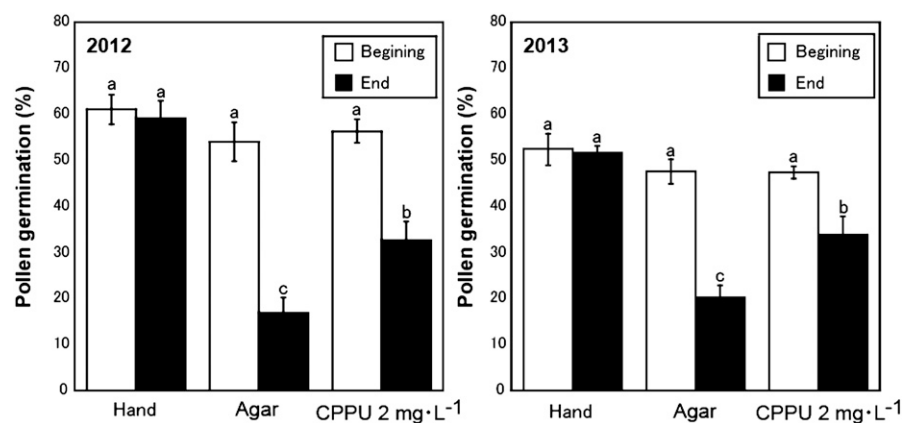 2012
Begining
End
Pollen germination (%)
80
70
60
50
40
30
20
10
0
a
a
a
c
a
b
Hand
Agar
CPPU 2 mg·L⁻¹
2013
Begining
End
Pollen germination (%)
80
70
60
50
40
30
20
10
0
a
a
a
c
a
b
Hand
Agar
CPPU 2 mg·L⁻¹